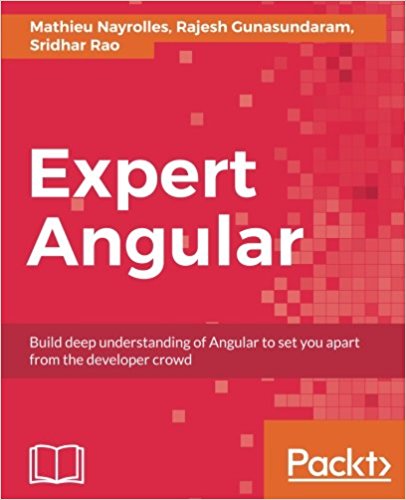 Mathieu Nayrolles, Rajesh Gunasundaram,
Sridhar Rao
Expert
Angular
Build deep understanding of Angular to set you apart
from the developer crowd
Packt>